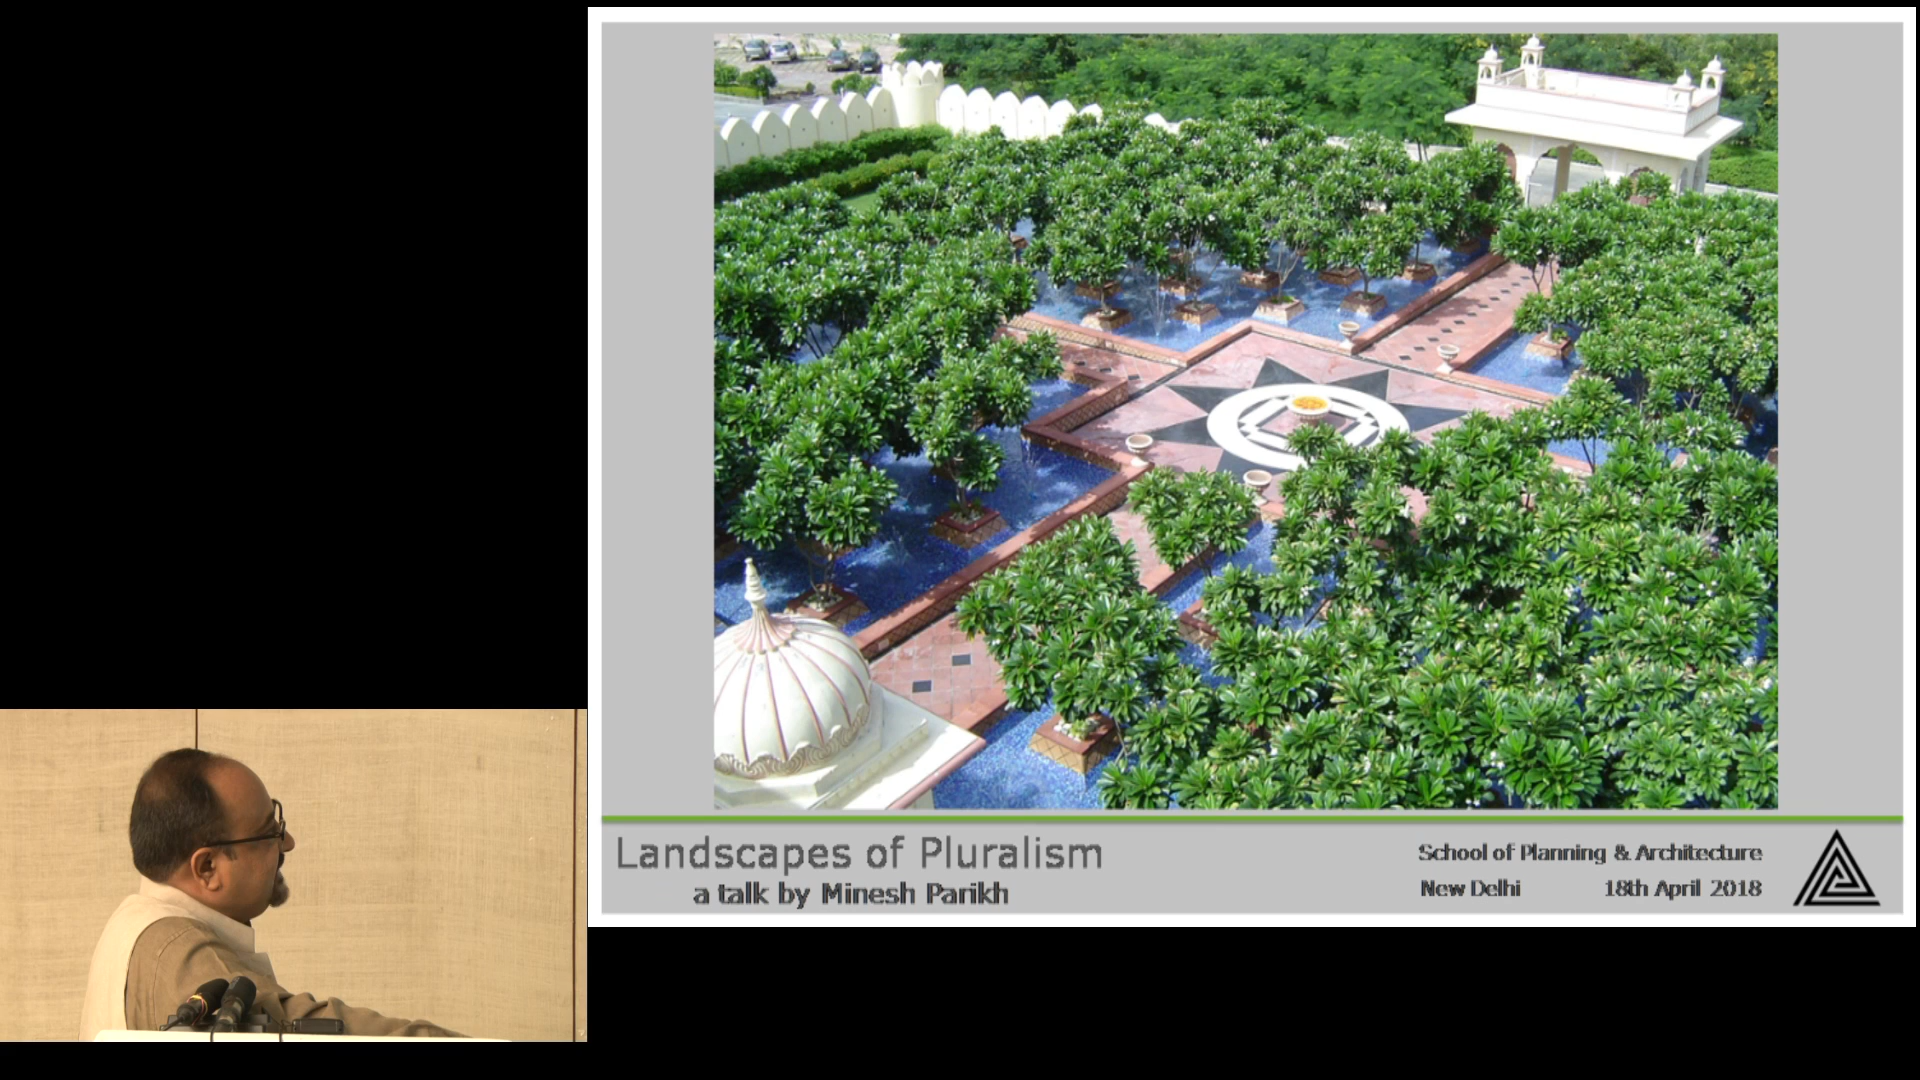 Landscapes of Pluralism
a talk by Minesh Parikh
School of Planning & Architecture
New Delhi 18th April 2018